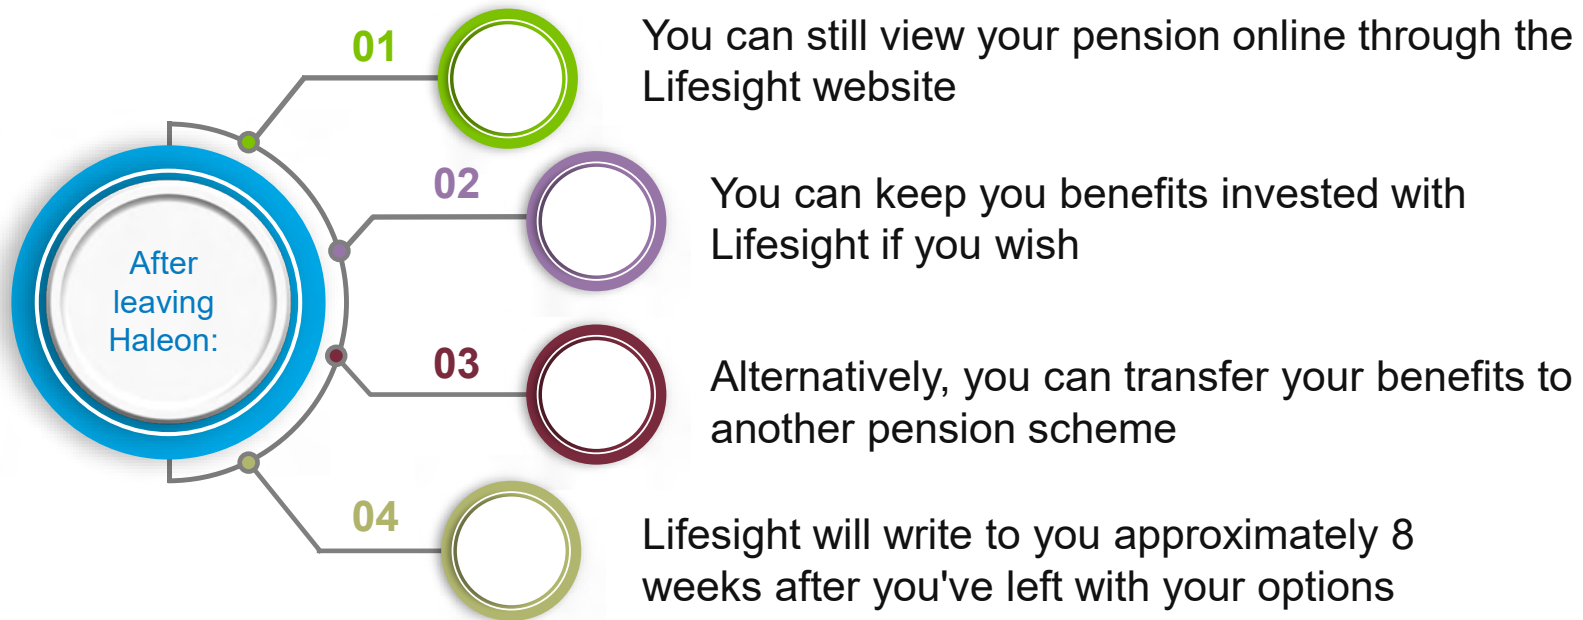 After
leaving
Haleon:
01
You can still view your pension online through the
Lifesight website
02
You can keep you benefits invested with
Lifesight if you wish
03
Alternatively, you can transfer your benefits to
another pension scheme
04
Lifesight will write to you approximately 8
weeks after you've left with your options